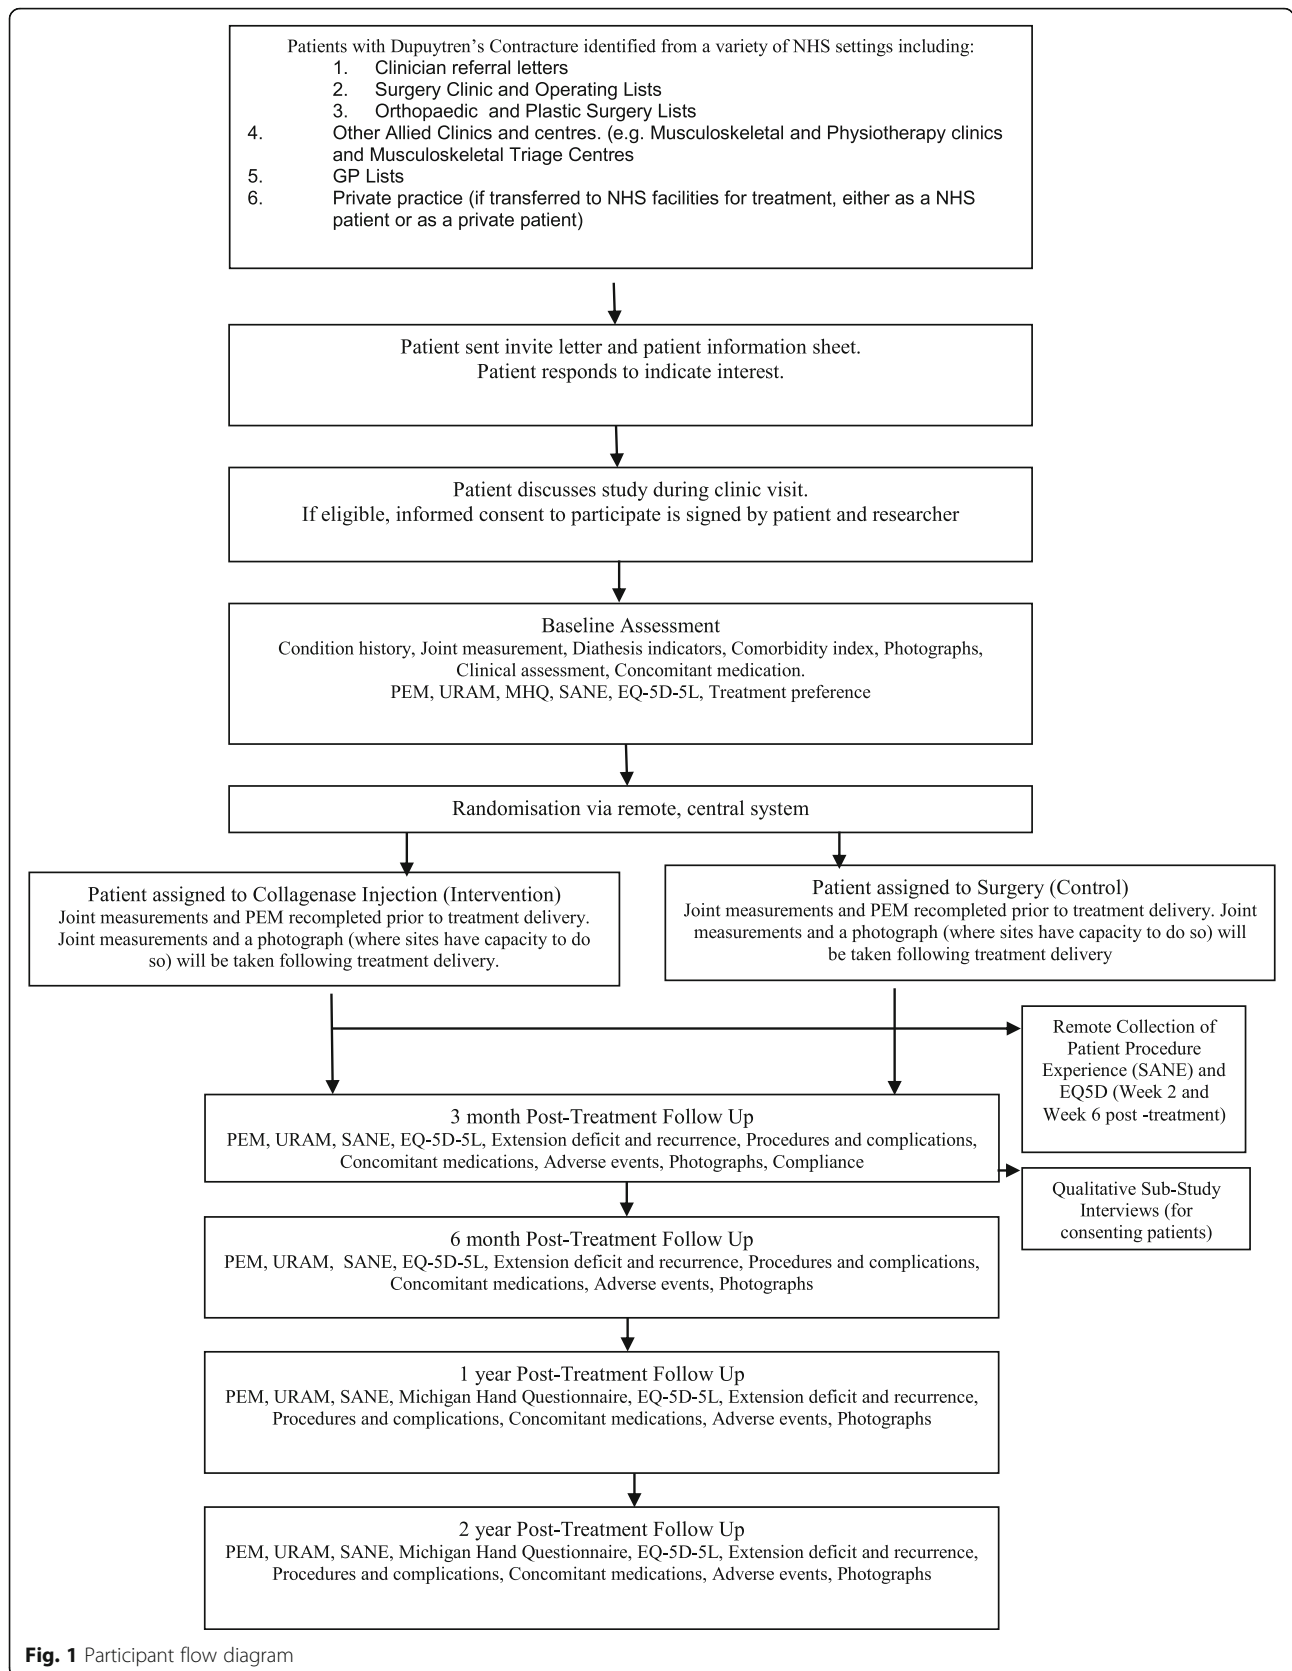 Patients with Dupuytren's Contracture identified from a variety of NHS settings including:
1. Clinician referral letters
2. Surgery Clinic and Operating Lists
3. Orthopaedic and Plastic Surgery Lists
4. Other Allied Clinics and centres. (e.g. Musculoskeletal and Physiotherapy clinics
and Musculoskeletal Triage Centres
5. GP Lists
6. Private practice (if transferred to NHS facilities for treatment, either as a NHS
patient or as a private patient)
Patient sent invite letter and patient information sheet.
Patient responds to indicate interest.
Patient discusses study during clinic visit.
If eligible, informed consent to participate is signed by patient and researcher
Baseline Assessment
Condition history, Joint measurement, Diathesis indicators, Comorbidity index, Photographs,
Clinical assessment, Concomitant medication.
PEM, URAM, MHQ, SANE, EQ-5D-5L, Treatment preference
Randomisation via remote, central system
Patient assigned to Collagenase Injection (Intervention)
Joint measurements and PEM recompleted prior to treatment delivery.
Joint measurements and a photograph (where sites have capacity to do
so) will be taken following treatment delivery.
Patient assigned to Surgery (Control)
Joint measurements and PEM recompleted prior to treatment delivery. Joint
measurements and a photograph (where sites have capacity to do so) will
be taken following treatment delivery
Remote Collection of
Patient Procedure
Experience (SANE) and
EQ5D (Week 2 and
Week 6 post -treatment)
3 month Post-Treatment Follow Up
PEM, URAM, SANE, EQ-5D-5L, Extension deficit and recurrence, Procedures and complications,
Concomitant medications, Adverse events, Photographs, Compliance
Qualitative Sub-Study
Interviews (for
consenting patients)
6 month Post-Treatment Follow Up
PEM, URAM, SANE, EQ-5D-5L, Extension deficit and recurrence, Procedures and complications,
Concomitant medications, Adverse events, Photographs
1 year Post-Treatment Follow Up
PEM, URAM, SANE, Michigan Hand Questionnaire, EQ-5D-5L, Extension deficit and recurrence,
Procedures and complications, Concomitant medications, Adverse events, Photographs
2 year Post-Treatment Follow Up
PEM, URAM, SANE, Michigan Hand Questionnaire, EQ-5D-5L, Extension deficit and recurrence,
Procedures and complications, Concomitant medications, Adverse events, Photographs
Fig. 1 Participant flow diagram